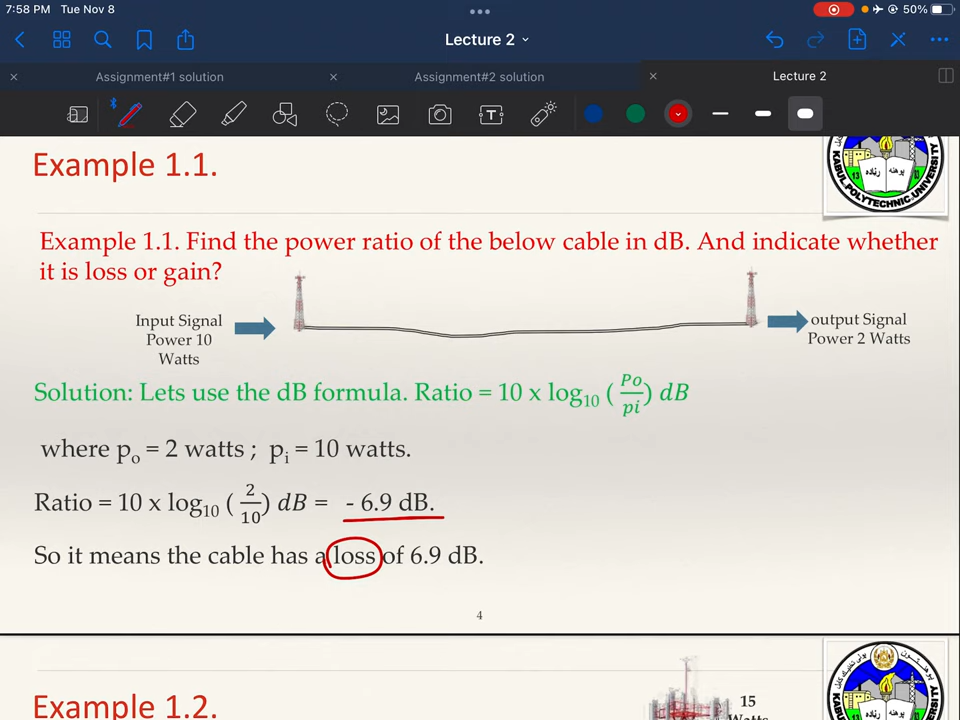 7:58 PM Tue Nov 8
50%
Lecture 2
Assignment#1 solution
Assignment#2 solution
Lecture 2
T
Example 1.1.
KABUL.POLYTECHNIC.UNIVERSITY
Example 1.1. Find the power ratio of the below cable in dB. And indicate whether
it is loss or gain?
Input Signal
Power 10
Watts
output Signal
Power 2 Watts
Solution: Lets use the dB formula. Ratio = 10 x log₁₀ (Po/pi) dB
where pₒ = 2 watts ; pᵢ = 10 watts.
Ratio = 10 x log₁₀ (2/10) dB = - 6.9 dB.
So it means the cable has a loss of 6.9 dB.
4
Example 1.2.
15
Watts